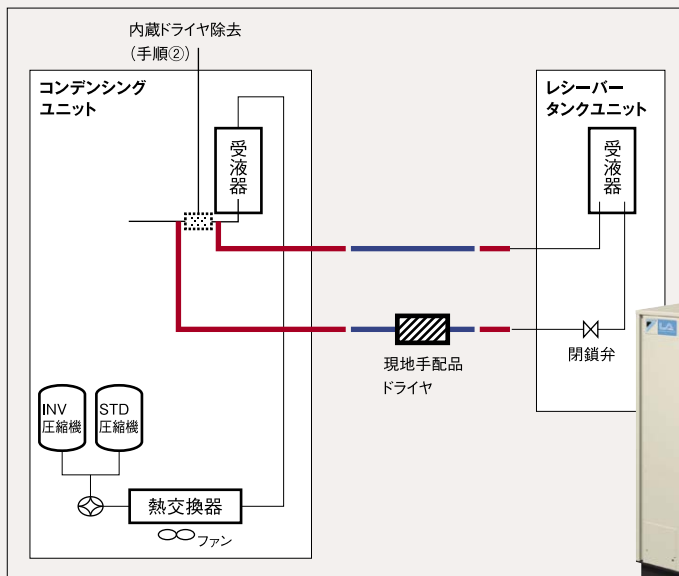 内蔵ドライヤ除去
(手順②)
コンデンシング
ユニット
受液器
レシーバー
タンクユニット
受液器
現地手配品
ドライヤ
閉鎖弁
INV
圧縮機
STD
圧縮機
熱交換器
ファン
LA